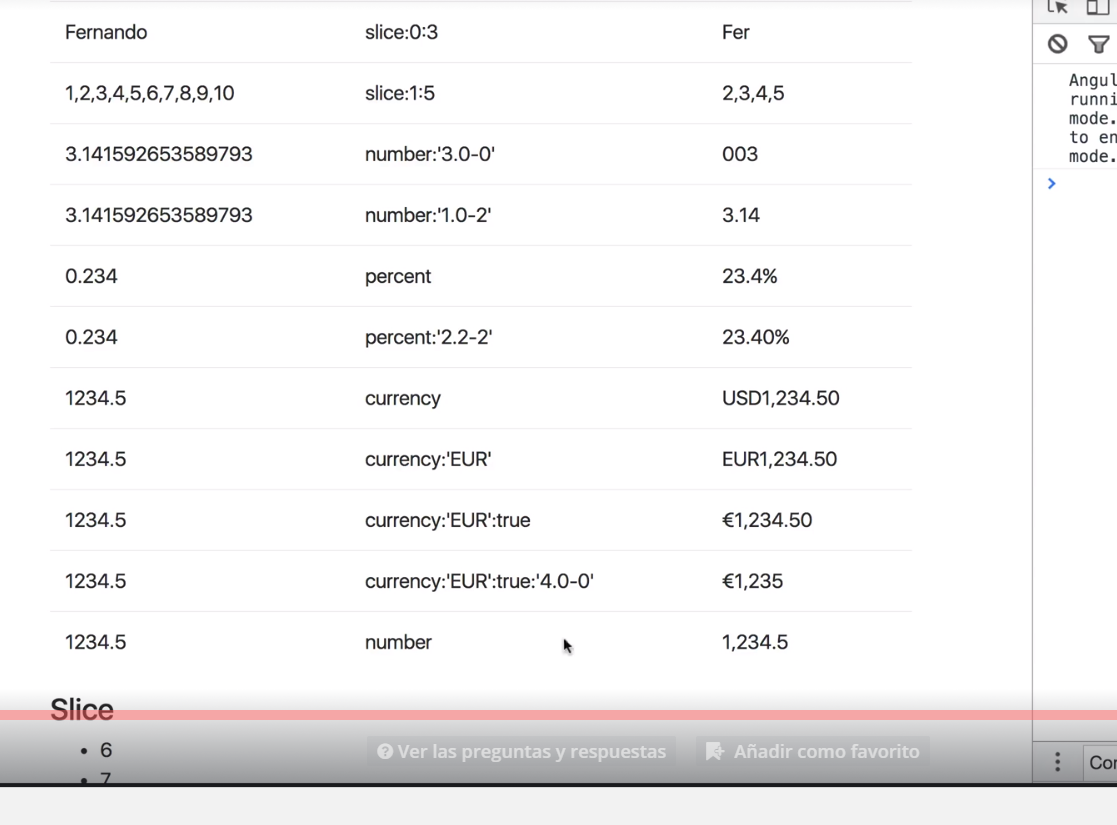 Fernando slice:0:3 Fer
1,2,3,4,5,6,7,8,9,10 slice:1:5 2,3,4,5
3.141592653589793 number:'3.0-0' 003
3.141592653589793 number:'1.0-2' 3.14
0.234 percent 23.4%
0.234 percent:'2.2-2' 23.40%
1234.5 currency USD1,234.50
1234.5 currency:'EUR' EUR1,234.50
1234.5 currency:'EUR':true €1,234.50
1234.5 currency:'EUR':true:'4.0-0' €1,235
1234.5 number 1,234.5
Slice
• 6
• 7
Ver las preguntas y respuestas
Añadir como favorito
Angul
runni
mode.
to en
mode.
Cor